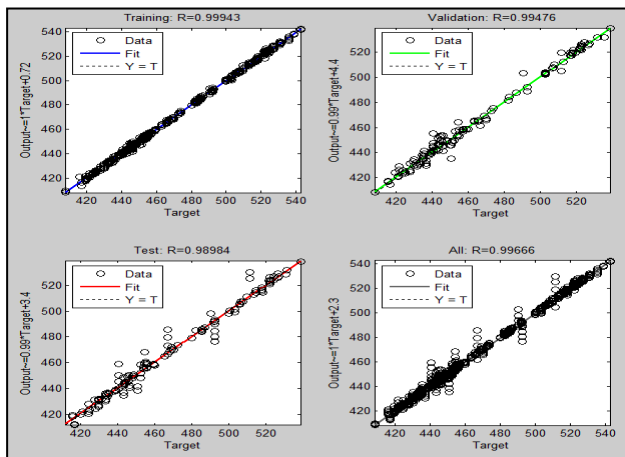 Training: R=0.99943
Output~=1*Target+0.72
540
520
500
480
460
440
420
Data
Fit
Y = T
420 440 460 480 500 520 540
Target
Validation: R=0.99476
Output~=0.99*Target+4.4
520
500
480
460
440
420
Data
Fit
Y = T
420 440 460 480 500 520
Target
Test: R=0.98984
Output~=0.99*Target+3.4
520
500
480
460
440
420
Data
Fit
Y = T
420 440 460 480 500 520
Target
All: R=0.99666
Output~=1*Target+2.3
540
520
500
480
460
440
420
Data
Fit
Y = T
420 440 460 480 500 520 540
Target